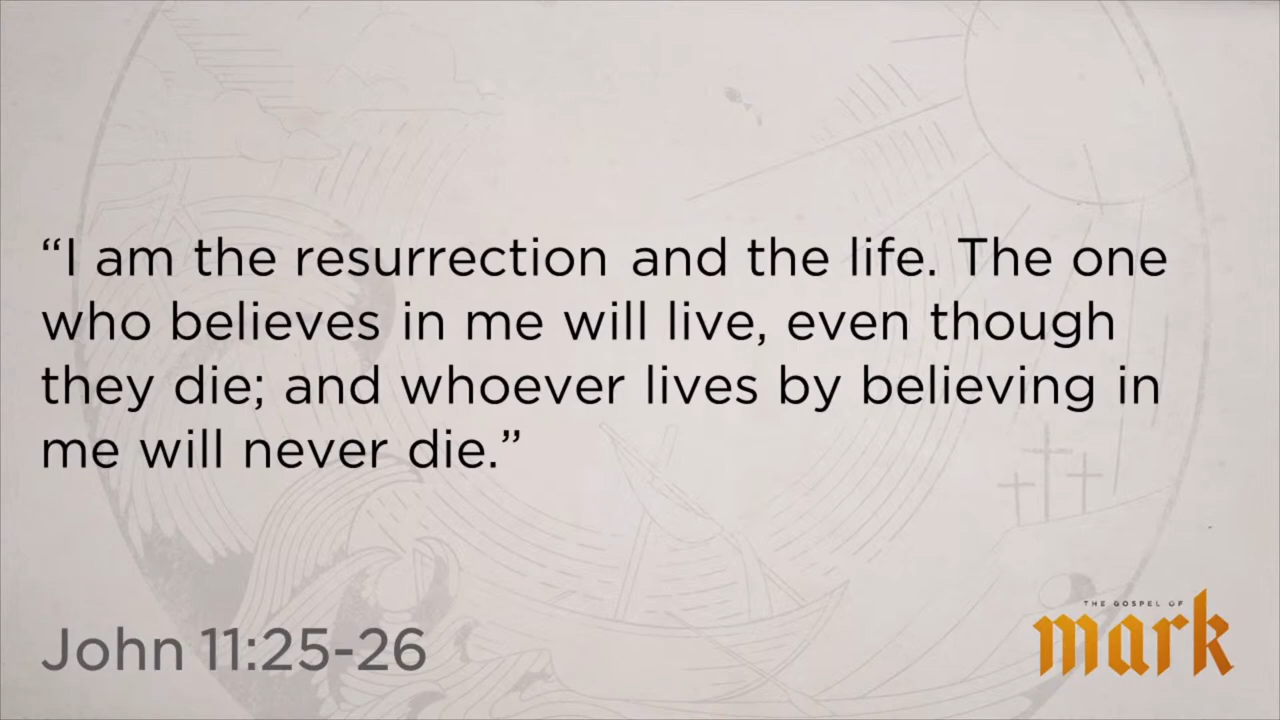 “I am the resurrection and the life. The one
who believes in me will live, even though
they die; and whoever lives by believing in
me will never die.”
John 11:25-26
THE GOSPEL OF
mark